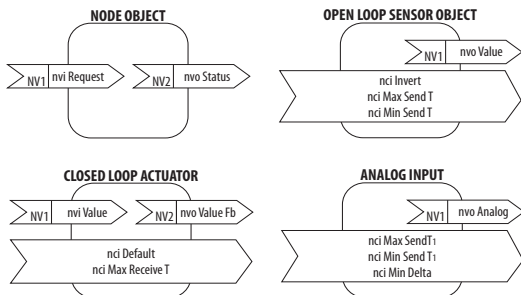 NODE OBJECT
NV1 nvi Request
NV2 nvo Status
OPEN LOOP SENSOR OBJECT
NV1 nvo Value
nci Invert
nci Max Send T
nci Min Send T
CLOSED LOOP ACTUATOR
NV1 nvi Value
NV2 nvo Value Fb
nci Default
nci Max Receive T
ANALOG INPUT
NV1 nvo Analog
nci Max SendT1
nci Min Send T1
nci Min Delta